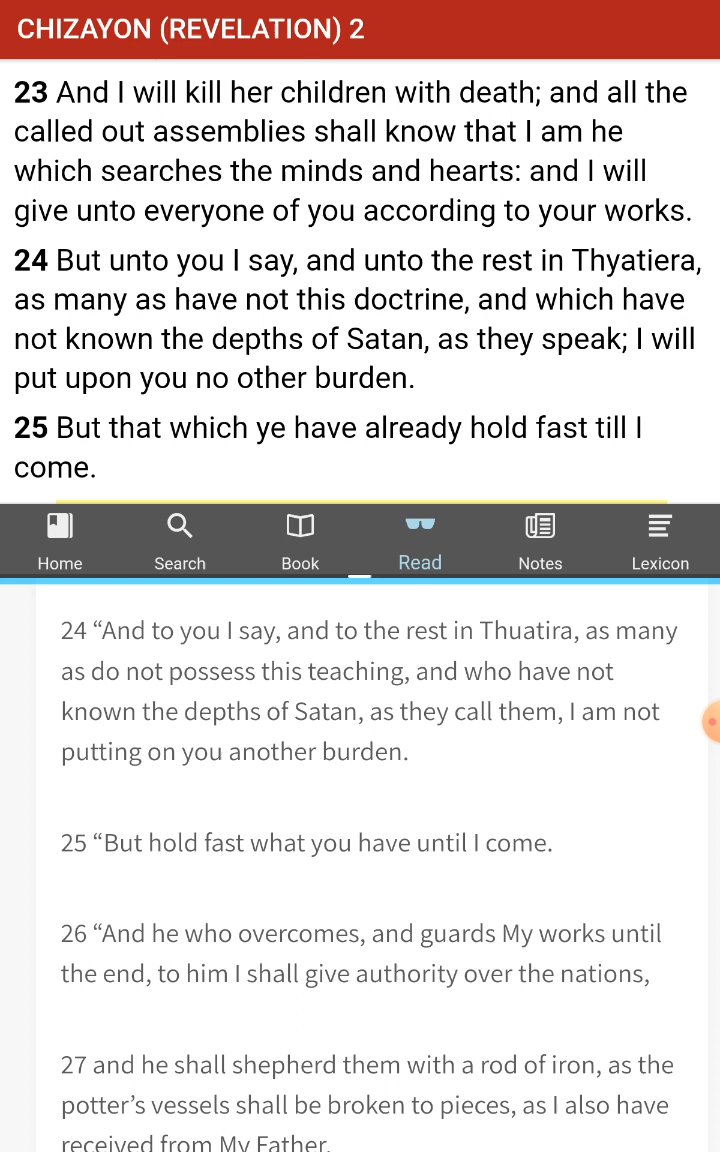 CHIZAYON (REVELATION) 2
23 And I will kill her children with death; and all the
called out assemblies shall know that I am he
which searches the minds and hearts: and I will
give unto everyone of you according to your works.
24 But unto you I say, and unto the rest in Thyatiera,
as many as have not this doctrine, and which have
not known the depths of Satan, as they speak; I will
put upon you no other burden.
25 But that which ye have already hold fast till I
come.
Home Search Book Read Notes Lexicon
24 “And to you I say, and to the rest in Thuatira, as many
as do not possess this teaching, and who have not
known the depths of Satan, as they call them, I am not
putting on you another burden.
25 “But hold fast what you have until I come.
26 “And he who overcomes, and guards My works until
the end, to him I shall give authority over the nations,
27 and he shall shepherd them with a rod of iron, as the
potter’s vessels shall be broken to pieces, as I also have
received from My Father.